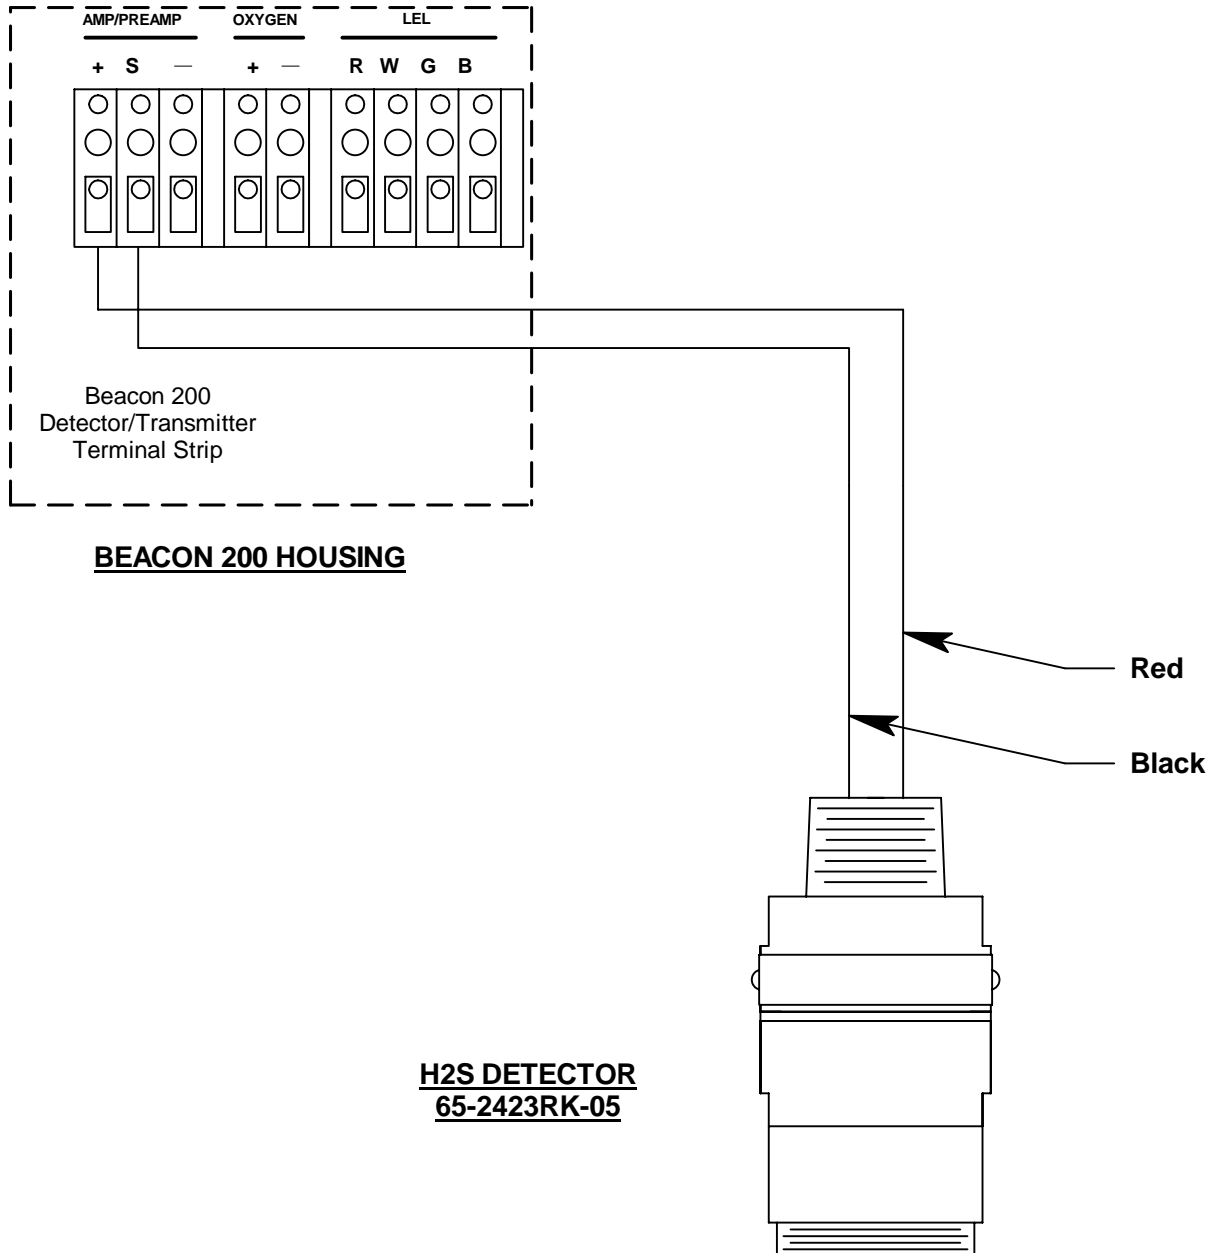 AMP/PREAMP OXYGEN LEL
+ S — + — R W G B
Beacon 200
Detector/Transmitter
Terminal Strip
BEACON 200 HOUSING
Red
Black
H2S DETECTOR
65-2423RK-05